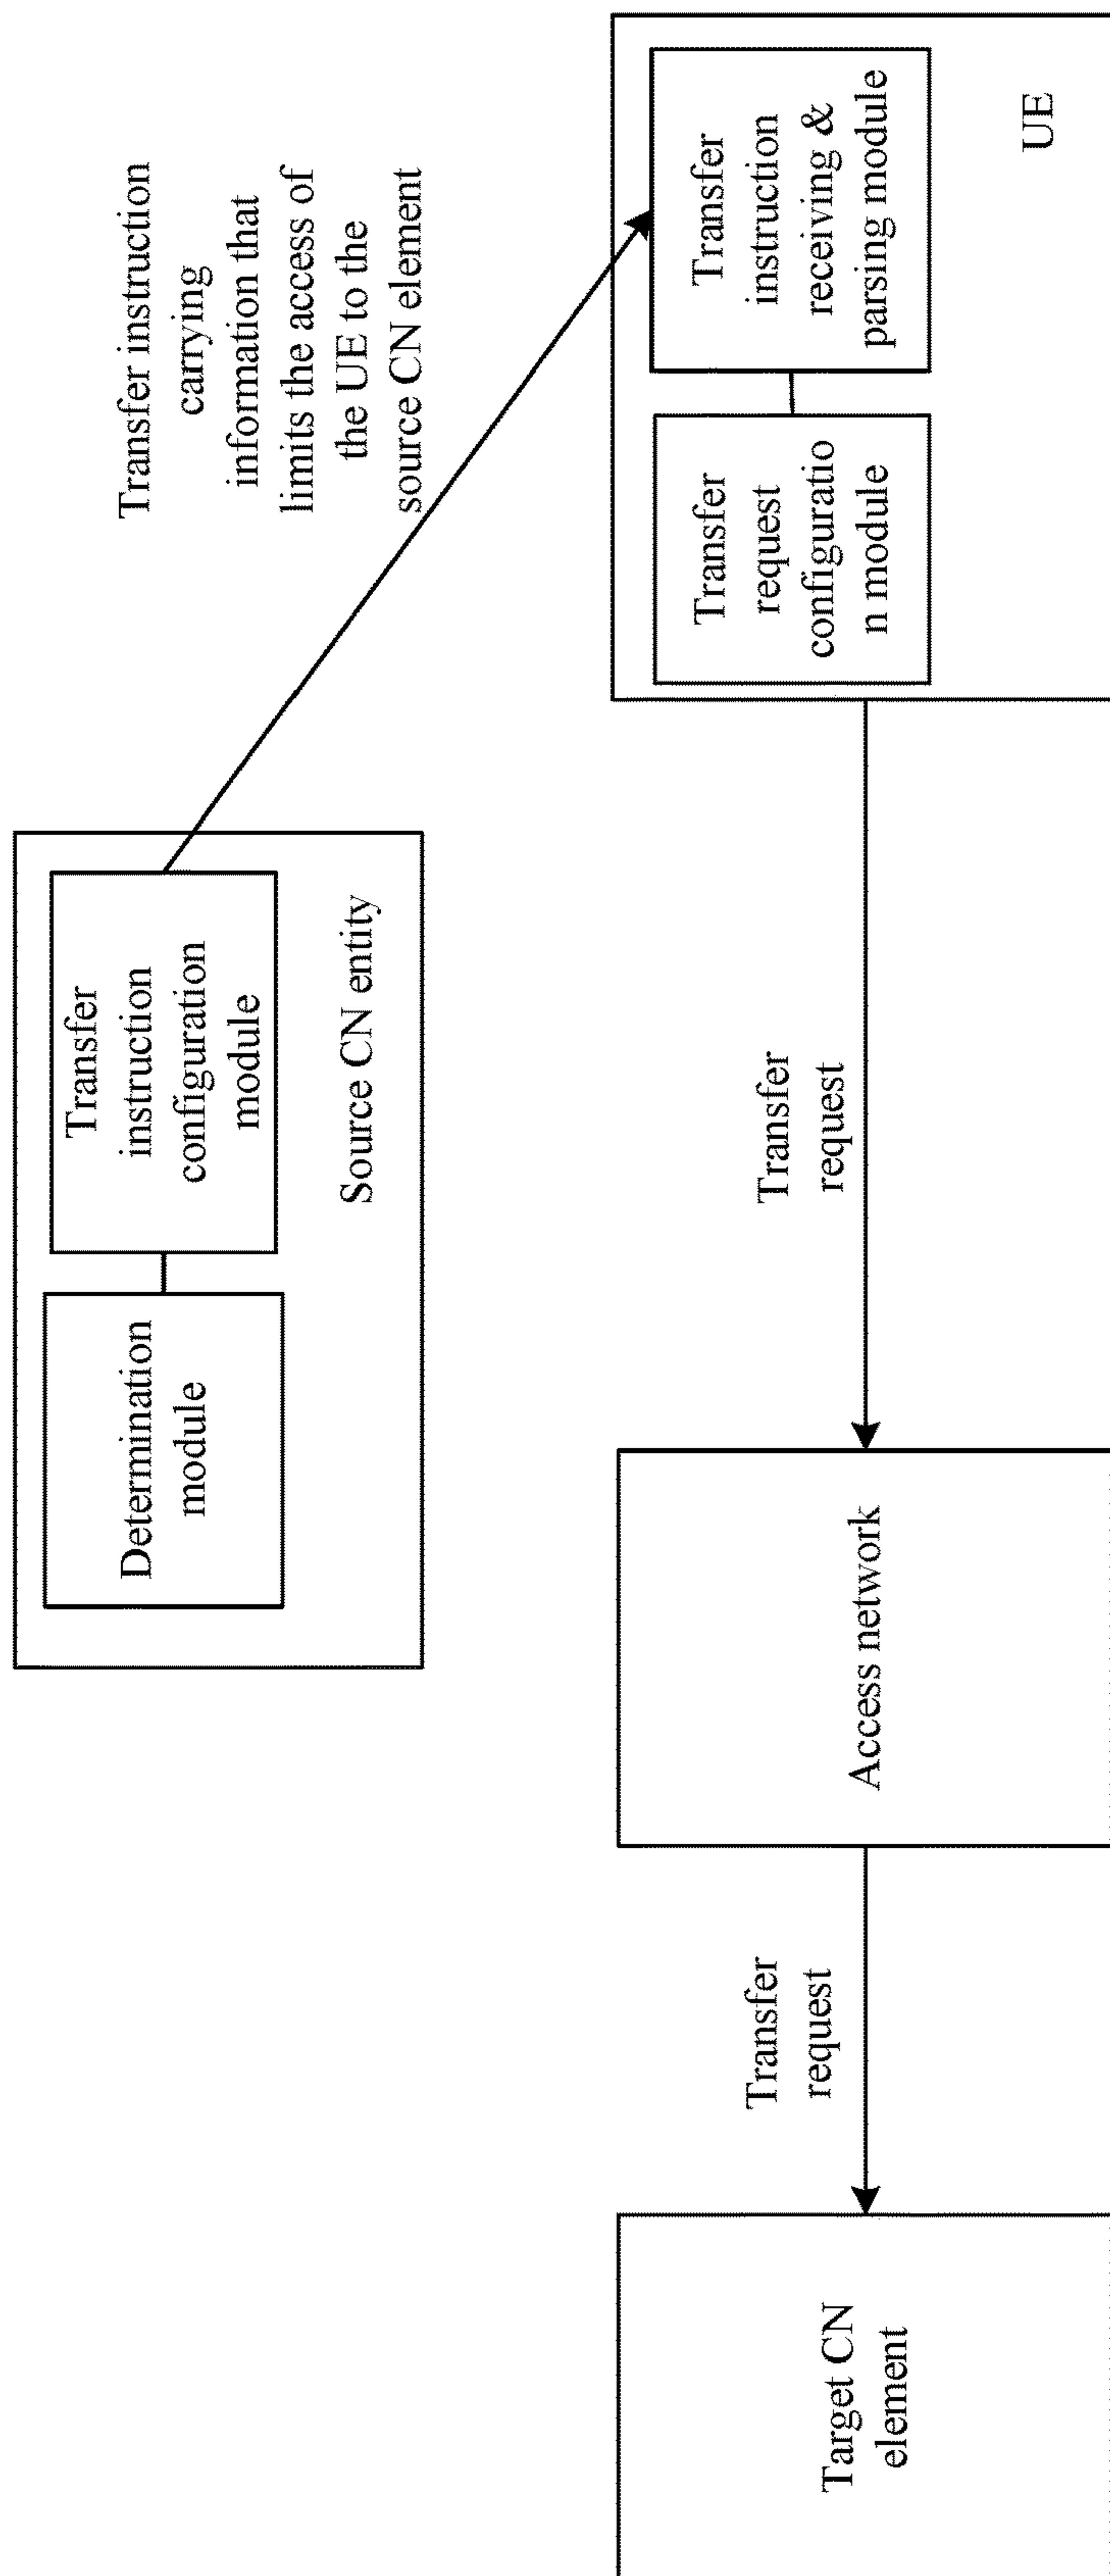 Determination
module
Transfer
instruction
configuration
module
Source CN entity
Transfer instruction
carrying
information that
limits the access of
the UE to the
source CN element
Target CN
element
Transfer
request
Access network
Transfer
request
Transfer
request
configuratio
n module
Transfer
instruction
receiving &
parsing module
UE